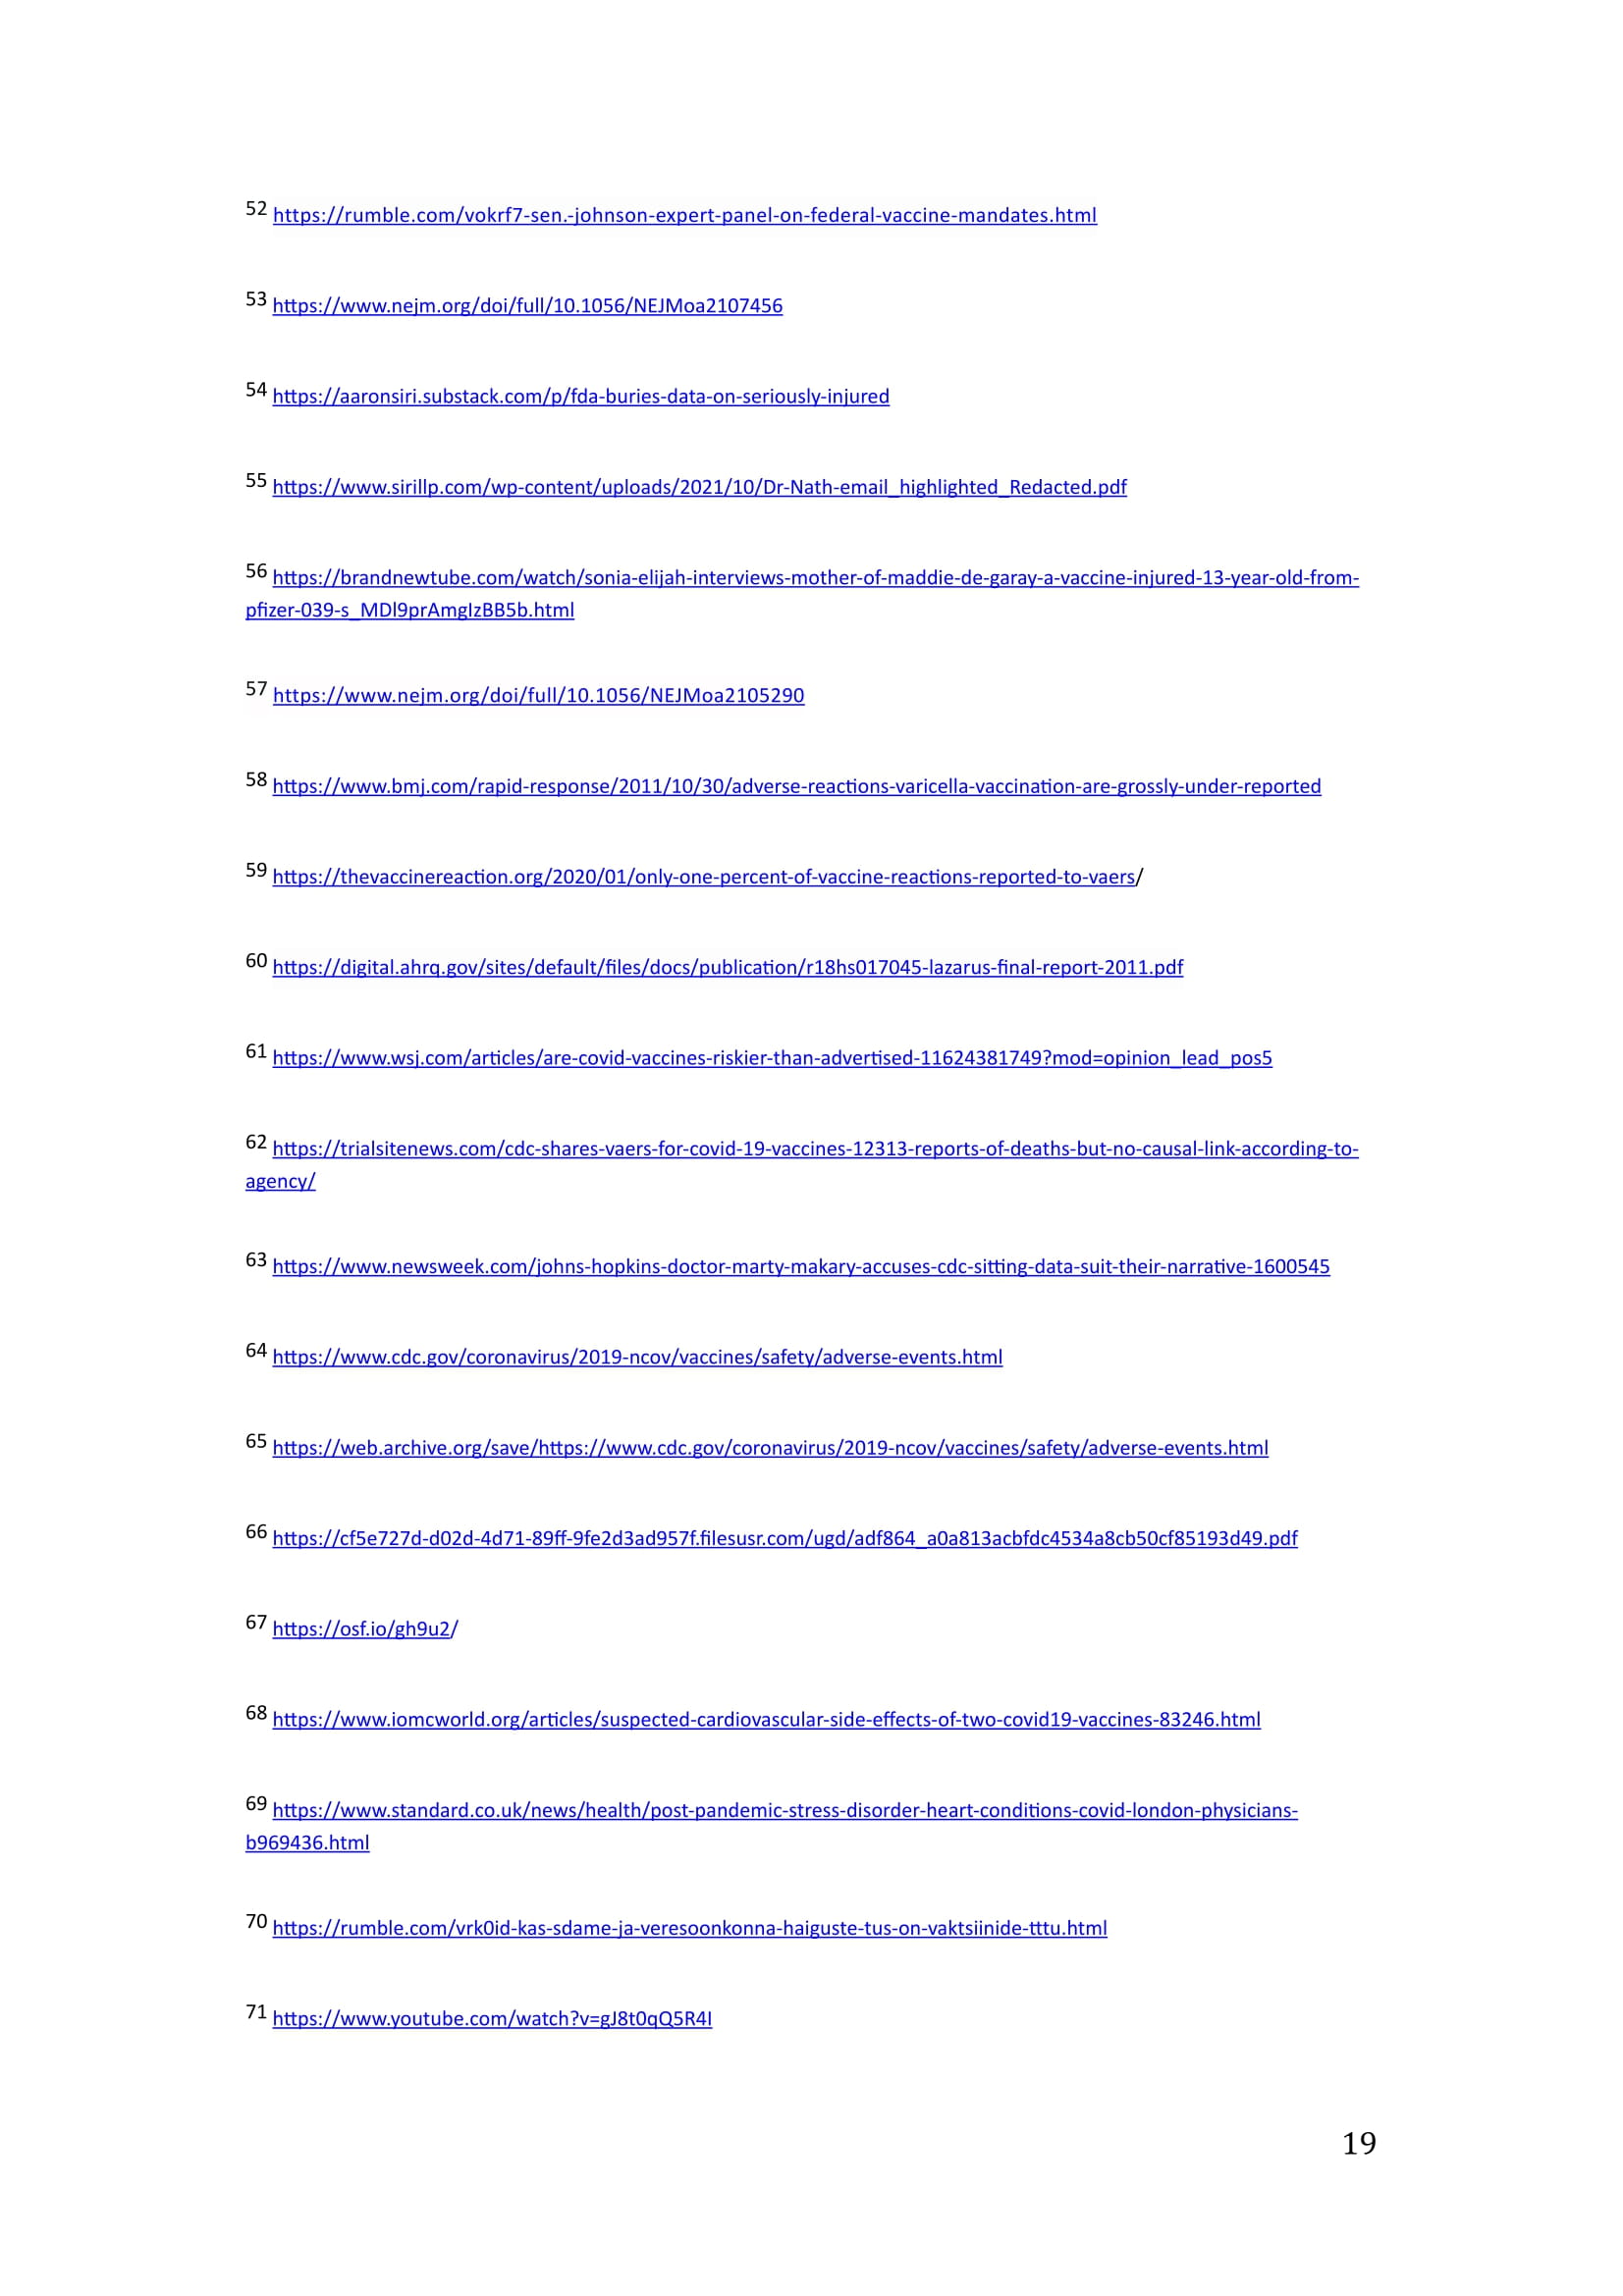 52 https://rumble.com/vokrf7-sen.-johnson-expert-panel-on-federal-vaccine-mandates.html
53 https://www.nejm.org/doi/full/10.1056/NEJMoa2107456
54 https://aaronsiri.substack.com/p/fda-buries-data-on-seriously-injured
55 https://www.sirillp.com/wp-content/uploads/2021/10/Dr-Nath-email_highlighted_Redacted.pdf
56 https://brandnewtube.com/watch/sonia-elijah-interviews-mother-of-maddie-de-garay-a-vaccine-injured-13-year-old-from-
pfizer-039-s_MDl9prAmgIzBB5b.html
57 https://www.nejm.org/doi/full/10.1056/NEJMoa2105290
58 https://www.bmj.com/rapid-response/2011/10/30/adverse-reactions-varicella-vaccination-are-grossly-under-reported
59 https://thevaccinereaction.org/2020/01/only-one-percent-of-vaccine-reactions-reported-to-vaers/
60 https://digital.ahrq.gov/sites/default/files/docs/publication/r18hs017045-lazarus-final-report-2011.pdf
61 https://www.wsj.com/articles/are-covid-vaccines-riskier-than-advertised-11624381749?mod=opinion_lead_pos5
62 https://trialsitenews.com/cdc-shares-vaers-for-covid-19-vaccines-12313-reports-of-deaths-but-no-causal-link-according-to-
agency/
63 https://www.newsweek.com/johns-hopkins-doctor-marty-makary-accuses-cdc-sitting-data-suit-their-narrative-1600545
64 https://www.cdc.gov/coronavirus/2019-ncov/vaccines/safety/adverse-events.html
65 https://web.archive.org/save/https://www.cdc.gov/coronavirus/2019-ncov/vaccines/safety/adverse-events.html
66 https://cf5e727d-d02d-4d71-89ff-9fe2d3ad957f.filesusr.com/ugd/adf864_a0a813acbfdc4534a8cb50cf85193d49.pdf
67 https://osf.io/gh9u2/
68 https://www.iomcworld.org/articles/suspected-cardiovascular-side-effects-of-two-covid19-vaccines-83246.html
69 https://www.standard.co.uk/news/health/post-pandemic-stress-disorder-heart-conditions-covid-london-physicians-
b969436.html
70 https://rumble.com/vrk0id-kas-sdame-ja-veresoonkonna-haiguste-tus-on-vaktsiinide-tttu.html
71 https://www.youtube.com/watch?v=gJ8t0qQ5R4I
19